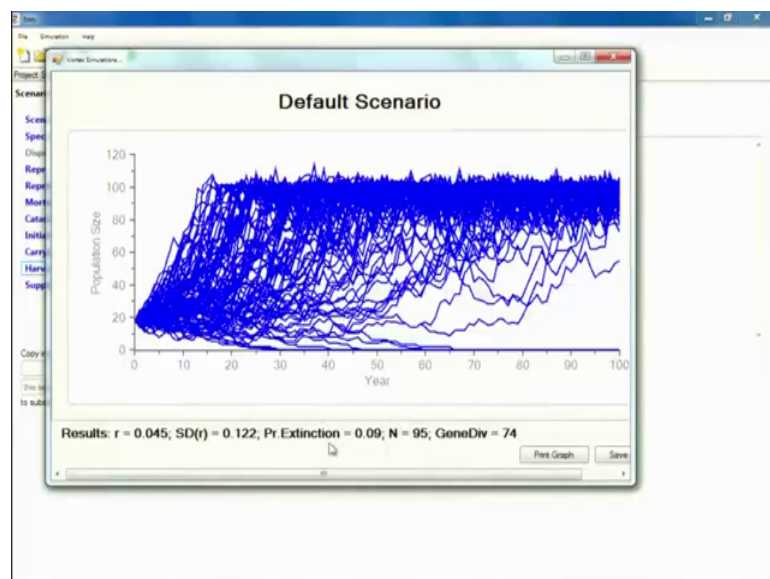 File Simulation Help
Vortex Simulations...
Default Scenario
120
100
80
60
40
20
0
Population Size
0 10 20 30 40 50 60 70 80 90 100
Year
Results: r = 0.045; SD(r) = 0.122; Pr.Extinction = 0.09; N = 95; GeneDiv = 74
Print Graph Save
Project S
Scenari
Scen
Spec
Disp
Repr
Repr
Mort
Catas
Initia
Carry
Harv
Supp
Copy in
to subs